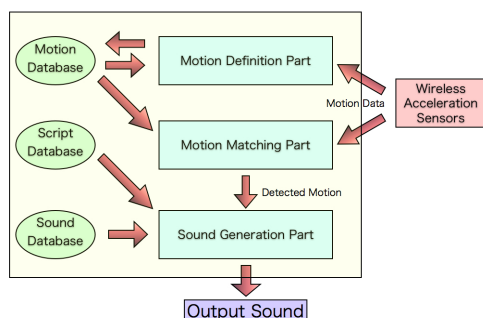 Motion
Database
Motion Definition Part
Wireless
Acceleration
Sensors
Motion Data
Script
Database
Motion Matching Part
Detected Motion
Sound
Database
Sound Generation Part
Output Sound